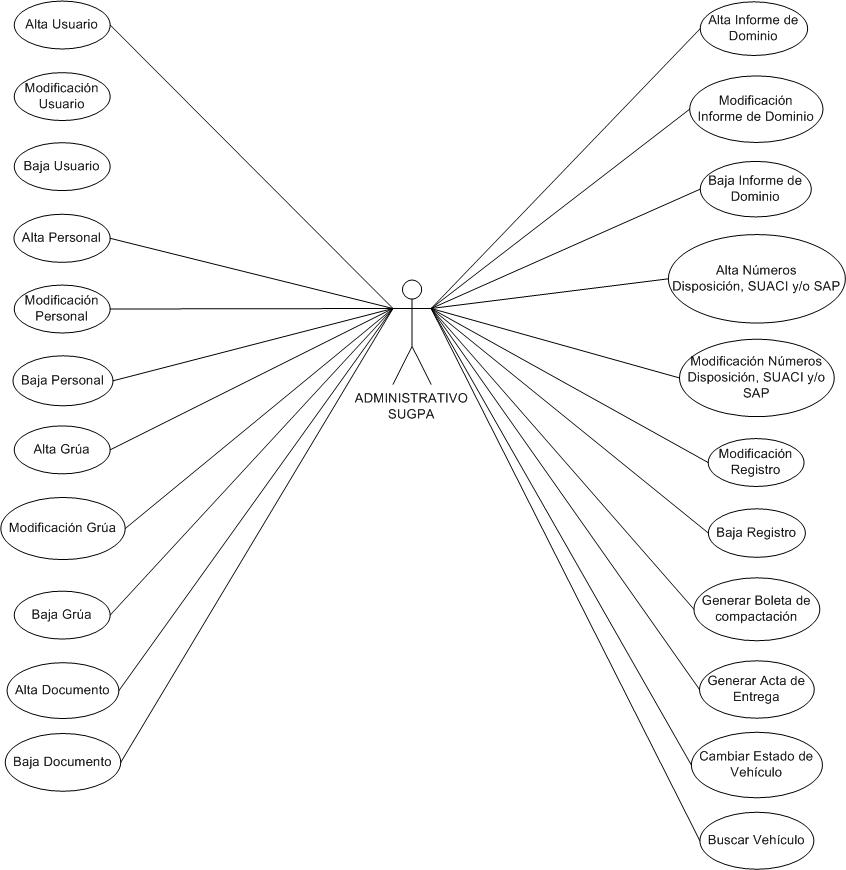 Alta Usuario
Modificación
Usuario
Baja Usuario
Alta Personal
Modificación
Personal
Baja Personal
Alta Grúa
Modificación Grúa
Baja Grúa
Alta Documento
Baja Documento
ADMINISTRATIVO
SUGPA
Alta Informe de
Dominio
Modificación
Informe de Dominio
Baja Informe de
Dominio
Alta Números
Disposición, SUACI y/o SAP
Modificación Números
Disposición, SUACI y/o
SAP
Modificación
Registro
Baja Registro
Generar Boleta de
compactación
Generar Acta de
Entrega
Cambiar Estado de
Vehículo
Buscar Vehículo